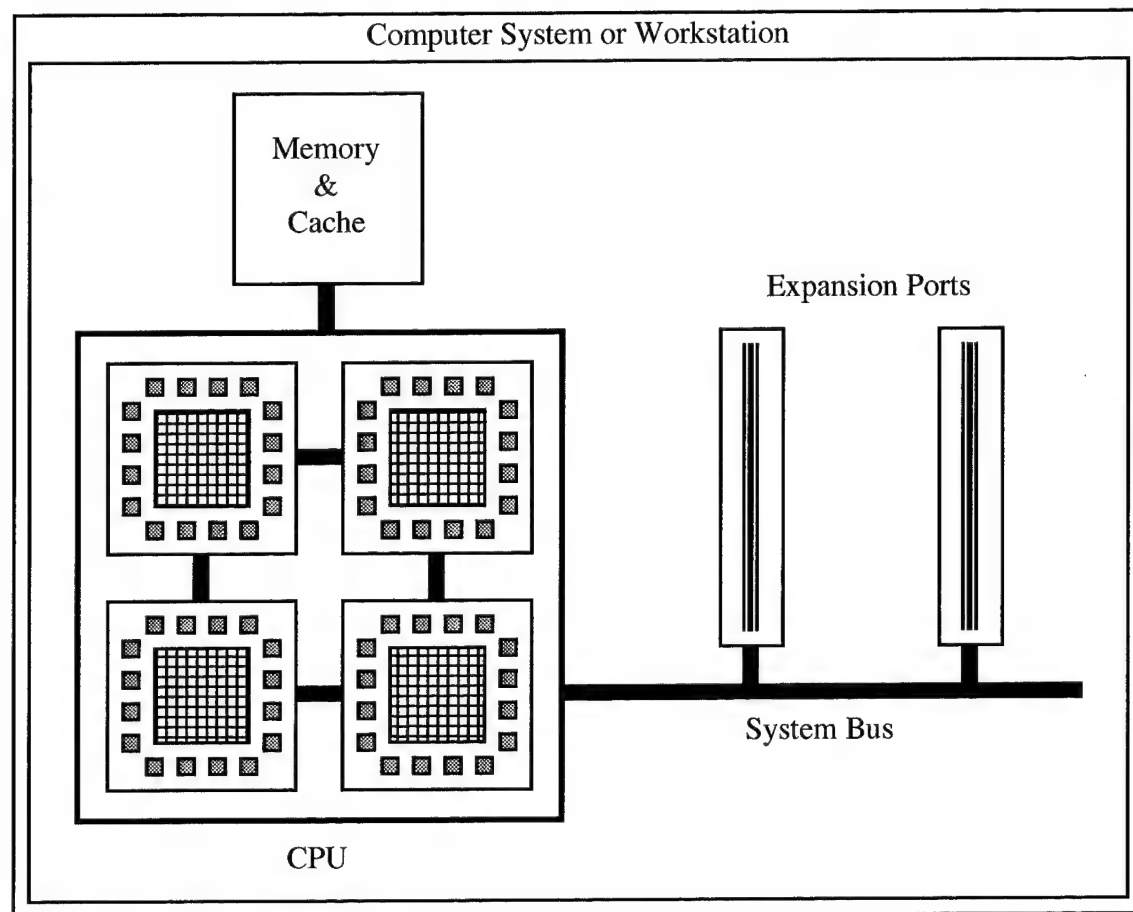 Computer System or Workstation
Memory
&
Cache
Expansion Ports
System Bus
CPU